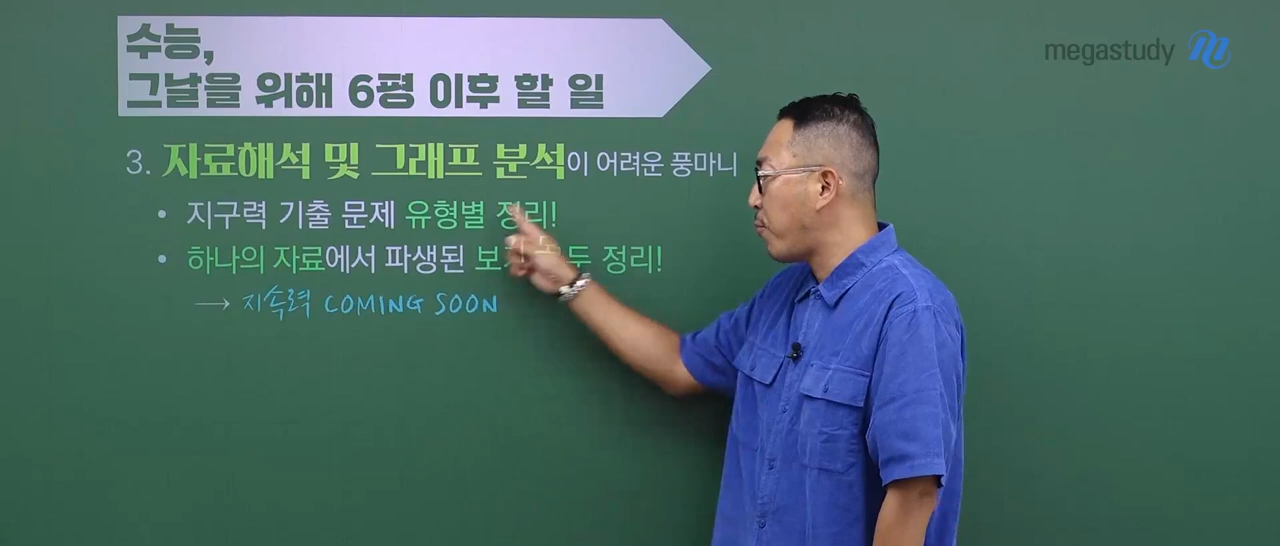 수능,
그날을 위해 6평 이후 할 일
megastudy
3. 자료해석 및 그래프 분석이 어려운 풍마니
• 지구력 기출 문제 유형별 정리!
• 하나의 자료에서 파생된 정리!
→ 지속력 COMING SOON